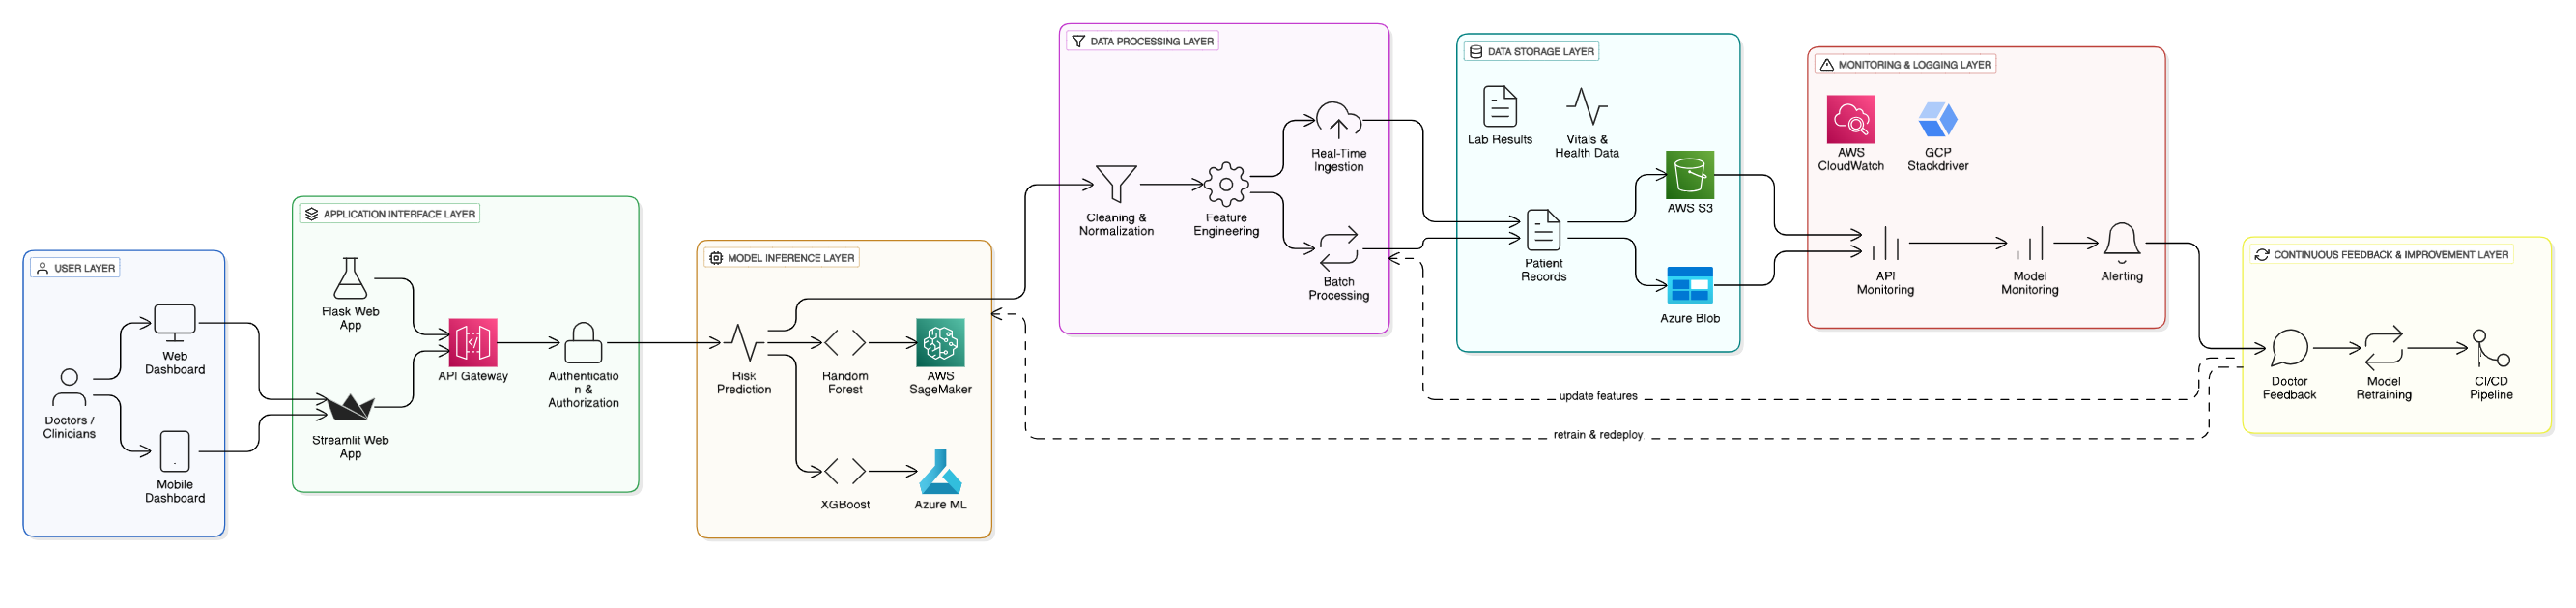 USER LAYER
Doctors /
Clinicians
Web
Dashboard
Mobile
Dashboard
APPLICATION INTERFACE LAYER
Flask Web
App
Streamlit Web
App
API Gateway
Authenticatio
n &
Authorization
MODEL INFERENCE LAYER
Risk
Prediction
Random
Forest
AWS
SageMaker
XGBoost
Azure ML
DATA PROCESSING LAYER
Cleaning &
Normalization
Feature
Engineering
Real-Time
Ingestion
Batch
Processing
DATA STORAGE LAYER
Lab Results
Vitals &
Health Data
Patient
Records
AWS S3
Azure Blob
MONITORING & LOGGING LAYER
AWS
CloudWatch
GCP
Stackdriver
API
Monitoring
Model
Monitoring
Alerting
CONTINUOUS FEEDBACK & IMPROVEMENT LAYER
Doctor
Feedback
Model
Retraining
CI/CD
Pipeline
update features
retrain & redeploy